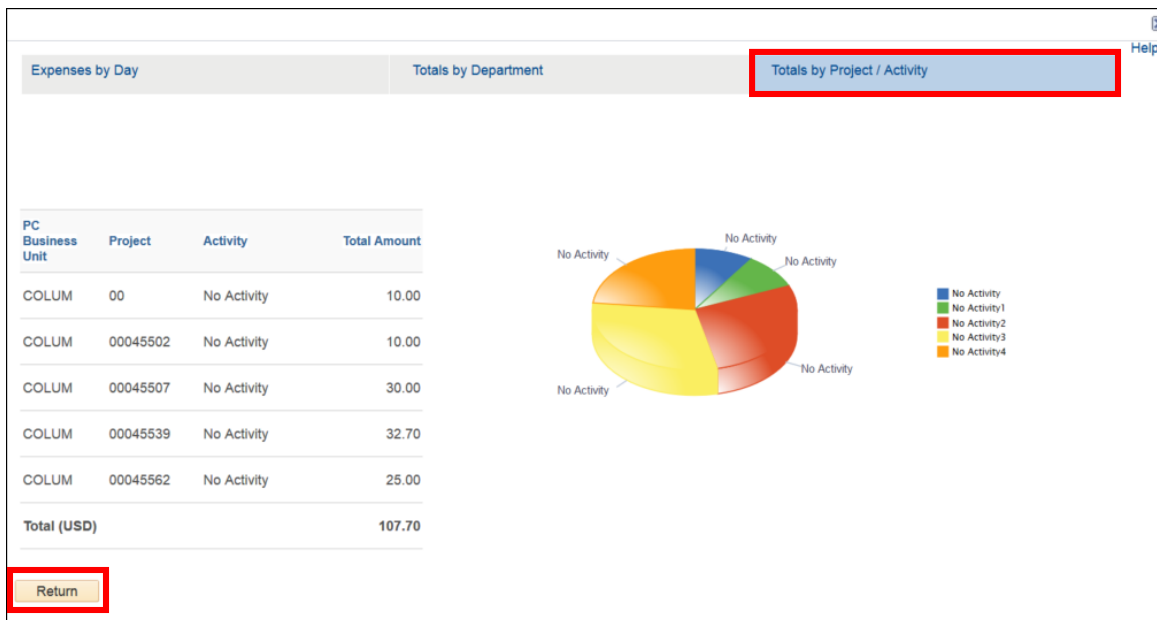 Help
Expenses by Day Totals by Department Totals by Project / Activity
PC
Business
Unit
Project Activity Total Amount
COLUM 00 No Activity 10.00
COLUM 00045502 No Activity 10.00
COLUM 00045507 No Activity 30.00
COLUM 00045539 No Activity 32.70
COLUM 00045562 No Activity 25.00
Total (USD) 107.70
No Activity
No Activity
No Activity
No Activity
No Activity
No Activity
No Activity1
No Activity2
No Activity3
No Activity4
Return